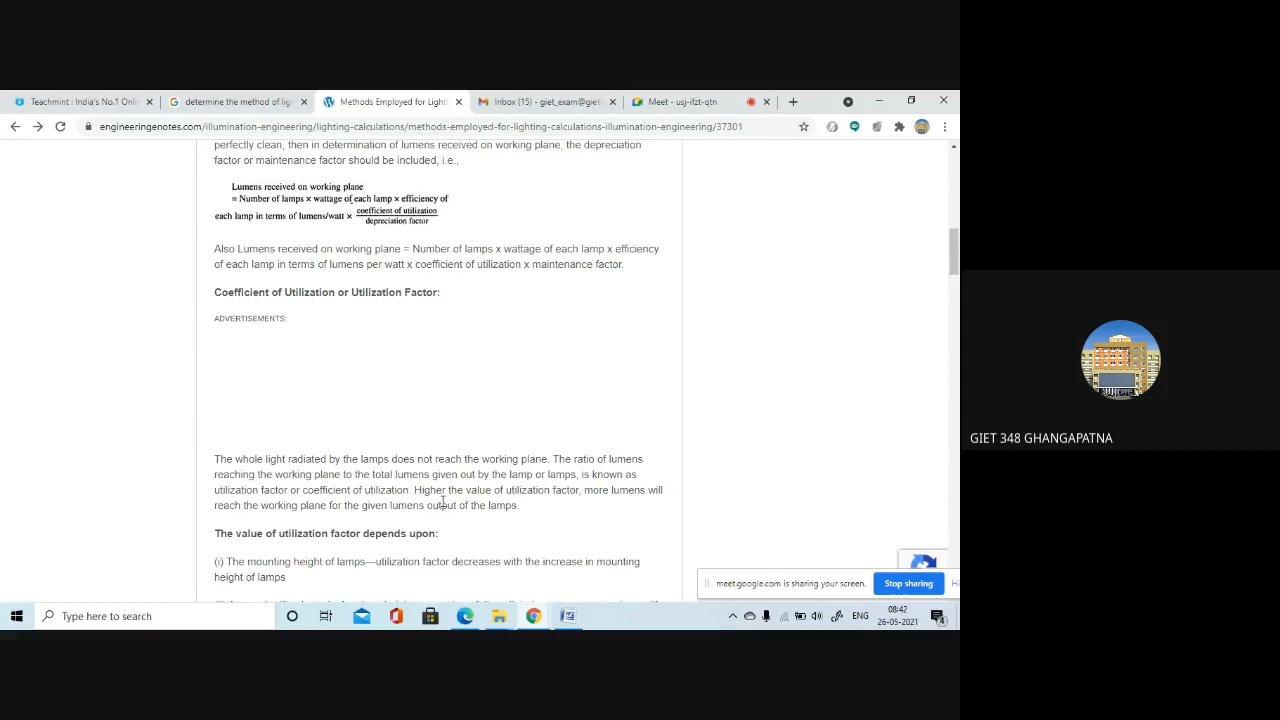 Teachmint : India's No.1 Onlin
determine the method of lig
Methods Employed for Lighti
Inbox (15) - giet_exam@giet
Meet - usj-ifzt-qtn
engineeringnotes.com/illumination-engineering/lighting-calculations/methods-employed-for-lighting-calculations-illumination-engineering/37301
perfectly clean, then in determination of lumens received on working plane, the depreciation
factor or maintenance factor should be included, i.e.,
Lumens received on working plane
= Number of lamps × wattage of each lamp × efficiency of
each lamp in terms of lumens/watt × coefficient of utilization
depreciation factor
Also Lumens received on working plane = Number of lamps x wattage of each lamp x efficiency
of each lamp in terms of lumens per watt x coefficient of utilization x maintenance factor.
Coefficient of Utilization or Utilization Factor:
ADVERTISEMENTS:
The whole light radiated by the lamps does not reach the working plane. The ratio of lumens
reaching the working plane to the total lumens given out by the lamp or lamps, is known as
utilization factor or coefficient of utilization. Higher the value of utilization factor, more lumens will
reach the working plane for the given lumens output of the lamps.
The value of utilization factor depends upon:
(i) The mounting height of lamps—utilization factor decreases with the increase in mounting
height of lamps
meet.google.com is sharing your screen.
Stop sharing
Hi
Type here to search
ENG
08:42
26-05-2021
4
GIET 348 GHANGAPATNA